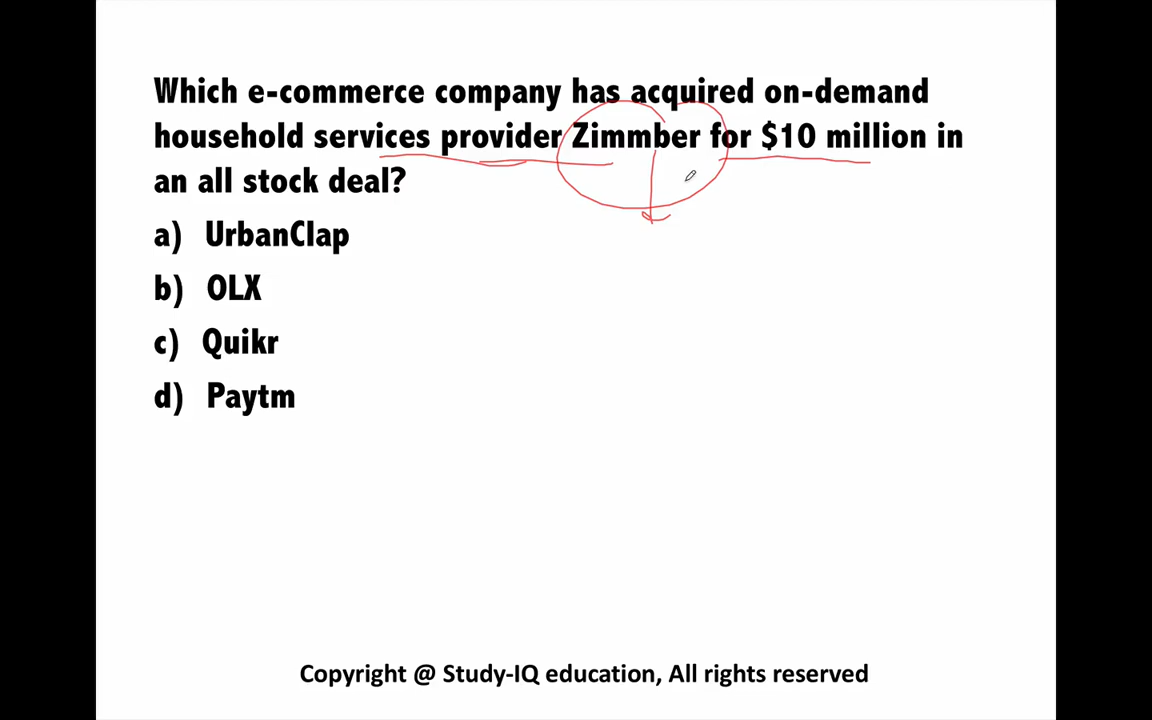 Which e-commerce company has acquired on-demand
household services provider Zimmber for $10 million in
an all stock deal?
a) UrbanClap
b) OLX
c) Quikr
d) Paytm
Copyright @ Study-IQ education, All rights reserved